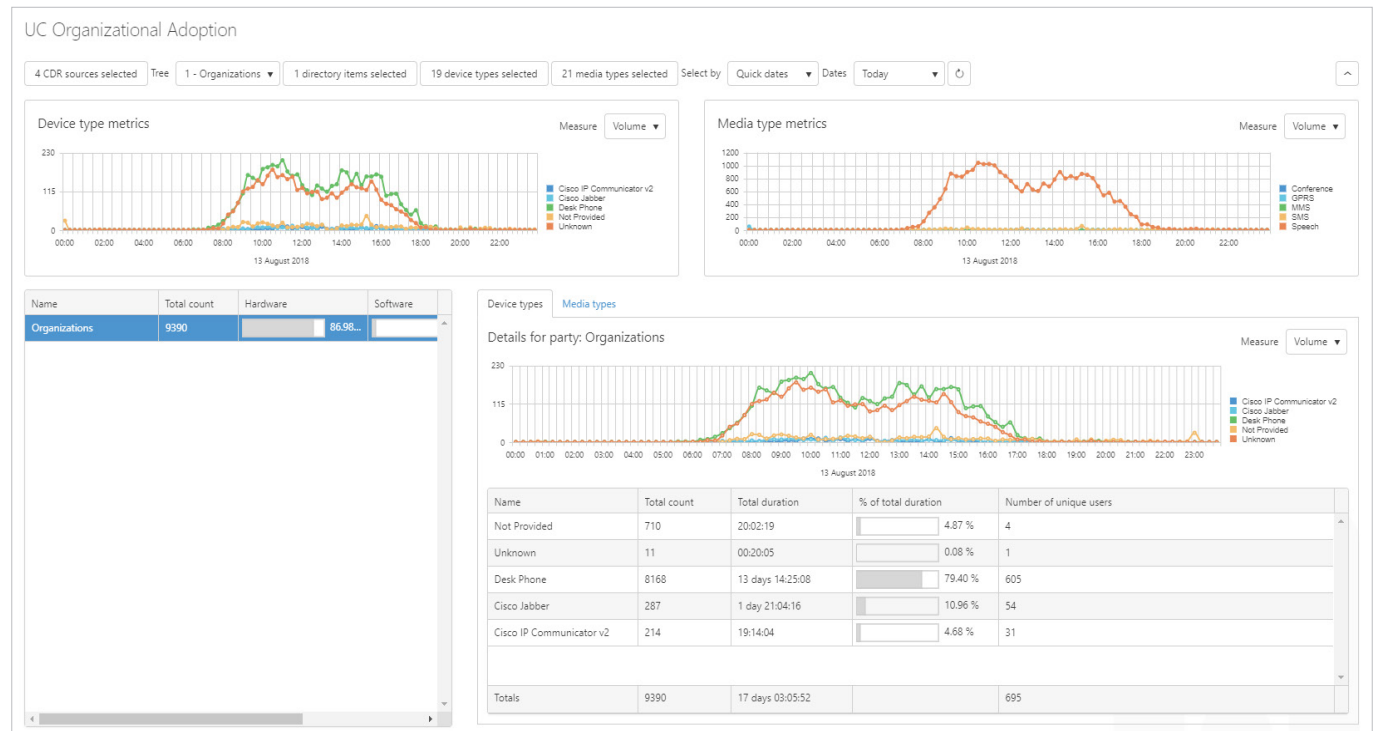 UC Organizational Adoption
4 CDR sources selected Tree 1 - Organizations 1 directory items selected 19 device types selected 21 media types selected Select by Quick dates Dates Today
Device type metrics Measure Volume
230
115
0
Cisco IP Communicator v2
Cisco Jabber
Desk Phone
Not Provided
Unknown
00:00 02:00 04:00 06:00 08:00 10:00 12:00 14:00 16:00 18:00 20:00 22:00
13 August 2018
Media type metrics Measure Volume
1200
1000
800
600
400
200
0
Conference
GPRS
MMS
SMS
Speech
00:00 02:00 04:00 06:00 08:00 10:00 12:00 14:00 16:00 18:00 20:00 22:00
13 August 2018
Name Total count Hardware Software
Organizations 9390 86.98...
Device types Media types
Details for party: Organizations Measure Volume
230
115
0
Cisco IP Communicator v2
Cisco Jabber
Desk Phone
Not Provided
Unknown
00:00 01:00 02:00 03:00 04:00 05:00 06:00 07:00 08:00 09:00 10:00 11:00 12:00 13:00 14:00 15:00 16:00 17:00 18:00 19:00 20:00 21:00 22:00 23:00
13 August 2018
Name Total count Total duration % of total duration Number of unique users
Not Provided 710 20:02:19 4.87 % 4
Unknown 11 00:20:05 0.08 % 1
Desk Phone 8168 13 days 14:25:08 79.40 % 605
Cisco Jabber 287 1 day 21:04:16 10.96 % 54
Cisco IP Communicator v2 214 19:14:04 4.68 % 31
Totals 9390 17 days 03:05:52 695